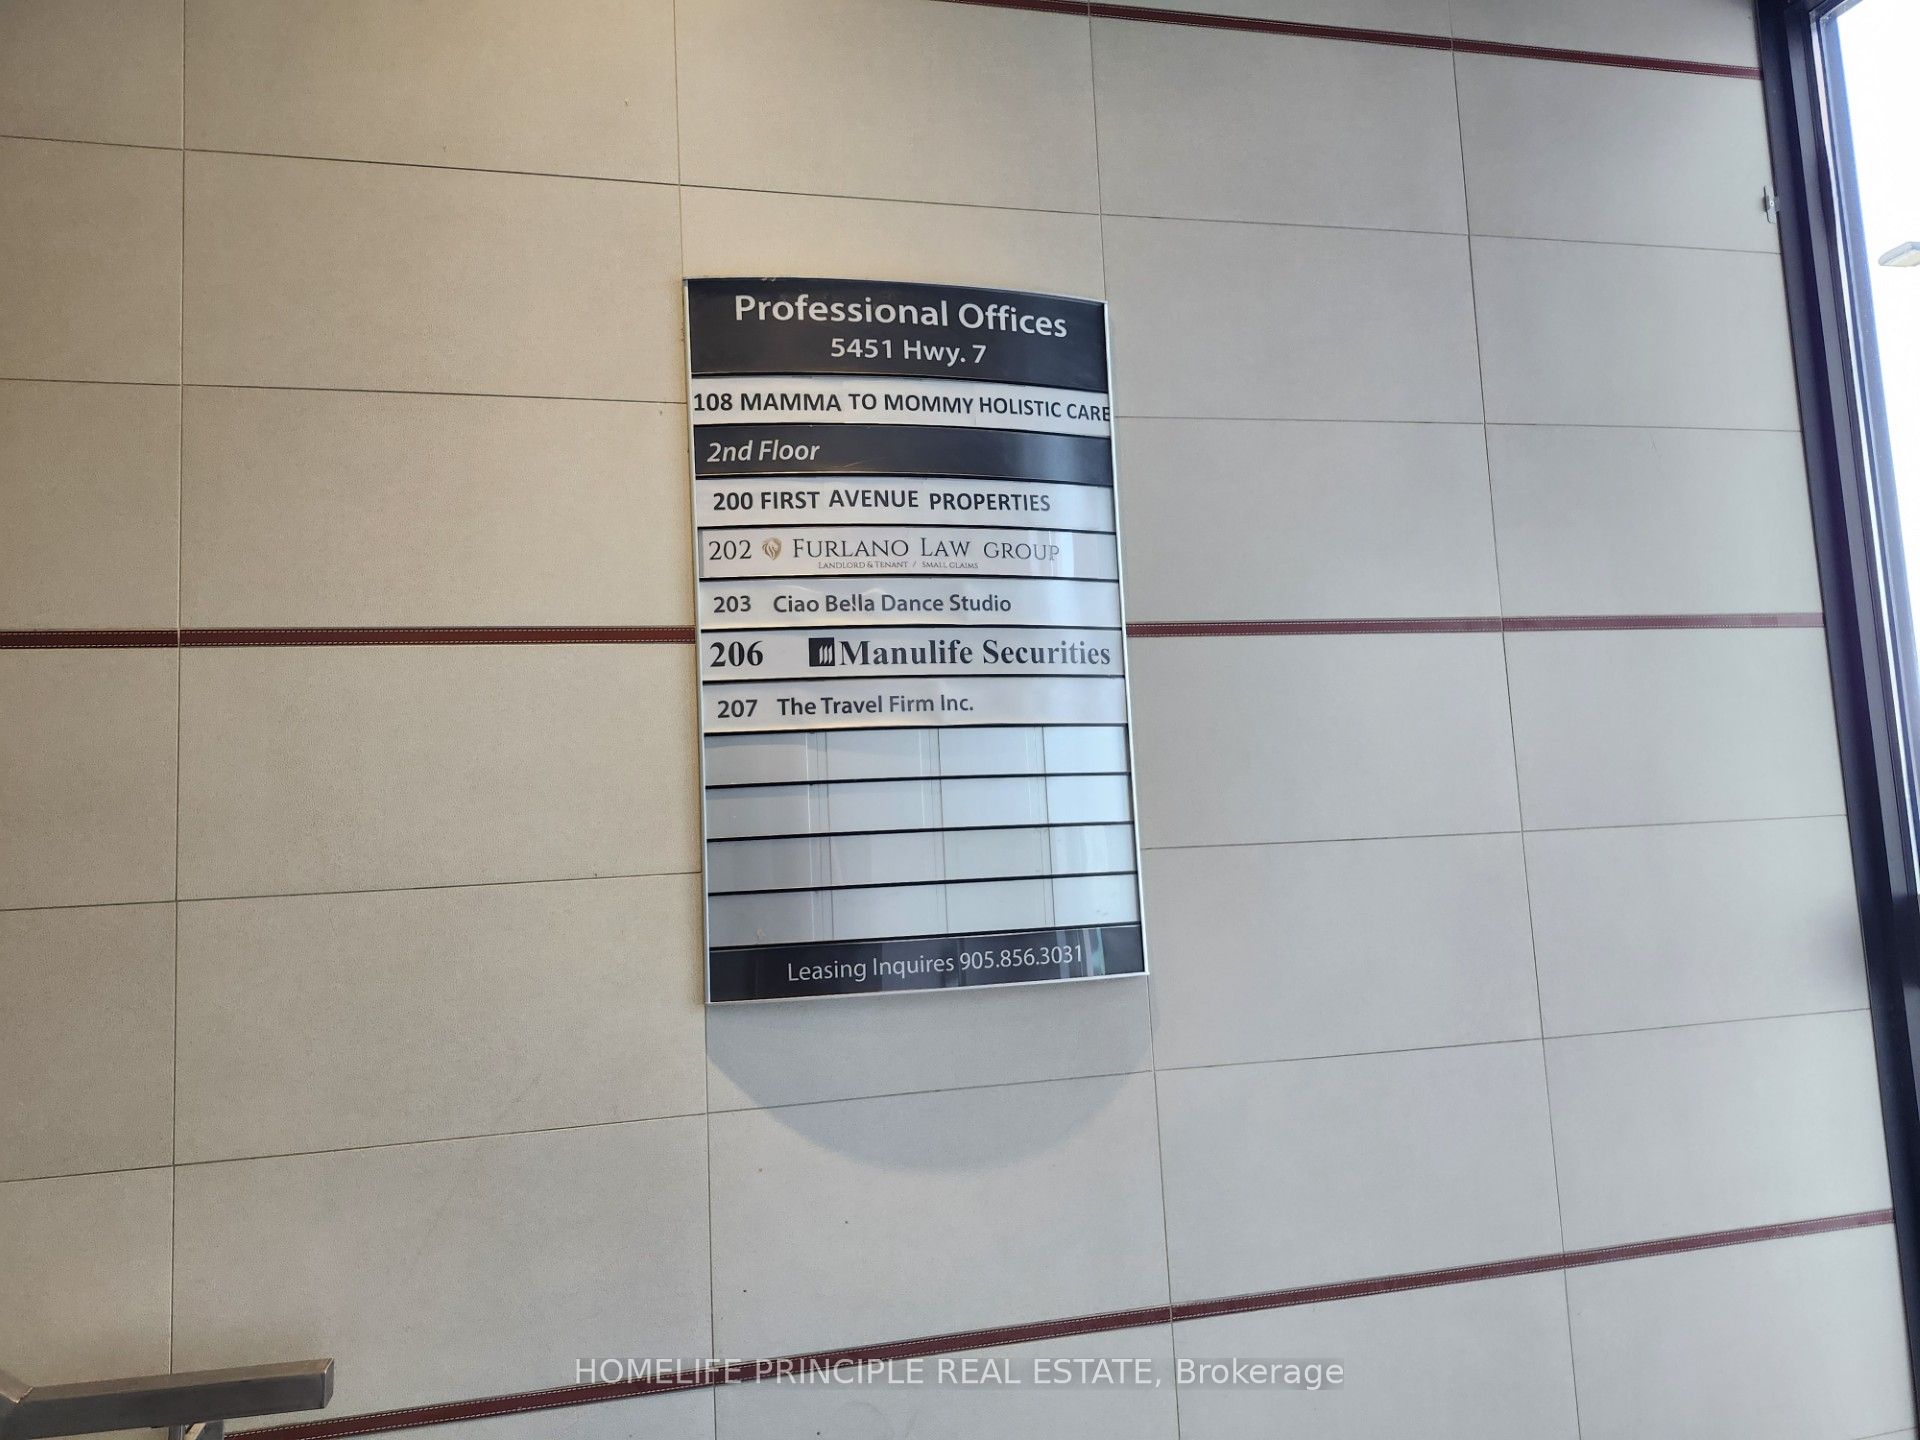 Professional Offices
5451 Hwy. 7
108 MAMMA TO MOMMY HOLISTIC CARE
2nd Floor
200 FIRST AVENUE PROPERTIES
202 FURLANO LAW GROUP
LANDLORD & TENANT / SMALL CLAIMS
203 Ciao Bella Dance Studio
206 Manulife Securities
207 The Travel Firm Inc.
Leasing Inquires 905.856.3031
HOMELIFE PRINCIPLE REAL ESTATE, Brokerage